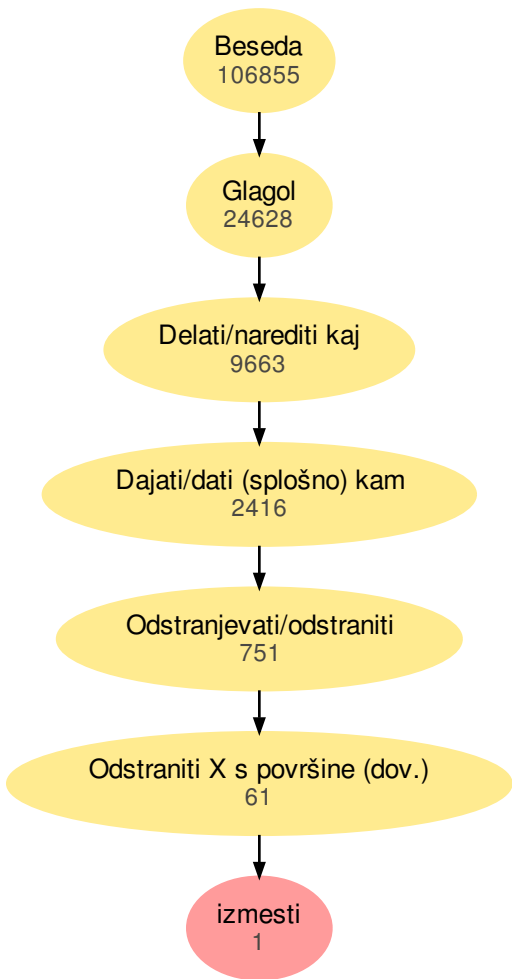 Beseda
106855
Glagol
24628
Delati/narediti kaj
9663
Dajati/dati (splošno) kam
2416
Odstranjevati/odstraniti
751
Odstraniti X s površine (dov.)
61
izmesti
1